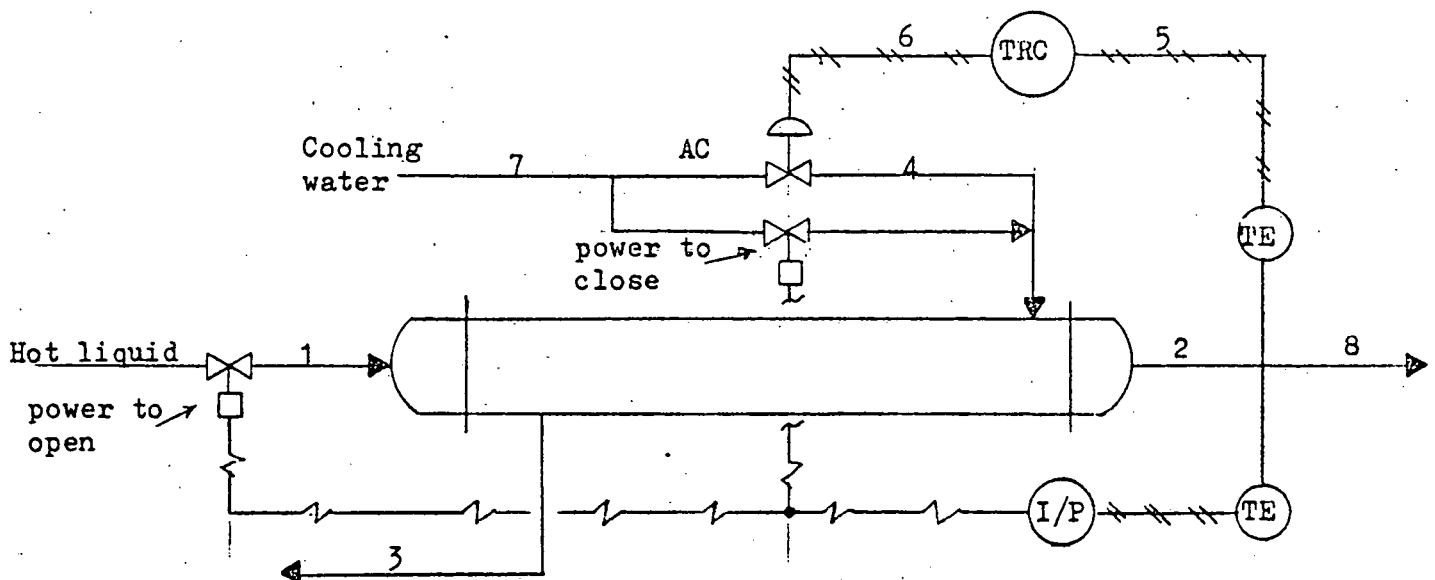 6
TRC
5
Cooling
water
7
AC
4
TE
power to
close
Hot liquid
1
2
8
power to
open
I/P
TE
3